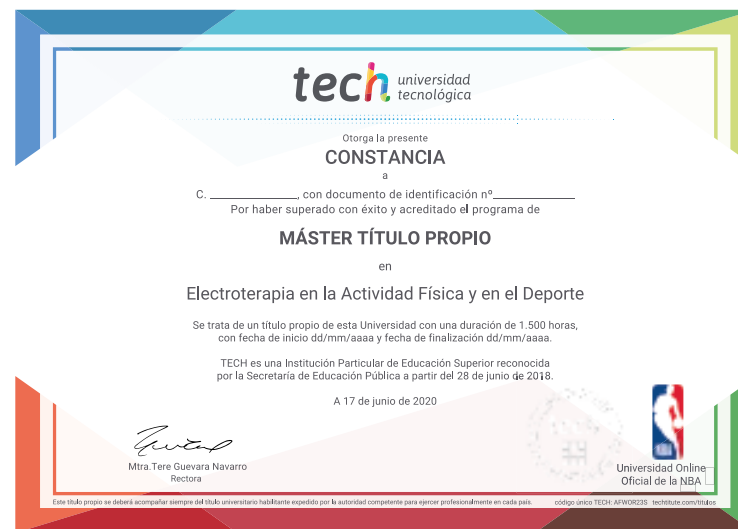 tech universidad
tecnológica
Otorga la presente
CONSTANCIA
a
C. ______________, con documento de identificación nº_____________
Por haber superado con éxito y acreditado el programa de
MÁSTER TÍTULO PROPIO
en
Electroterapia en la Actividad Física y en el Deporte
Se trata de un título propio de esta Universidad con una duración de 1.500 horas,
con fecha de inicio dd/mm/aaaa y fecha de finalización dd/mm/aaaa.
TECH es una Institución Particular de Educación Superior reconocida
por la Secretaría de Educación Pública a partir del 28 de junio de 2018.
A 17 de junio de 2020
Mtra.Tere Guevara Navarro
Rectora
NBA
Universidad Online
Oficial de la NBA
Este título propio se deberá acompañar siempre del título universitario habilitante expedido por la autoridad competente para ejercer profesionalmente en cada país. código único TECH: AFWOR23S techtitute.com/títulos